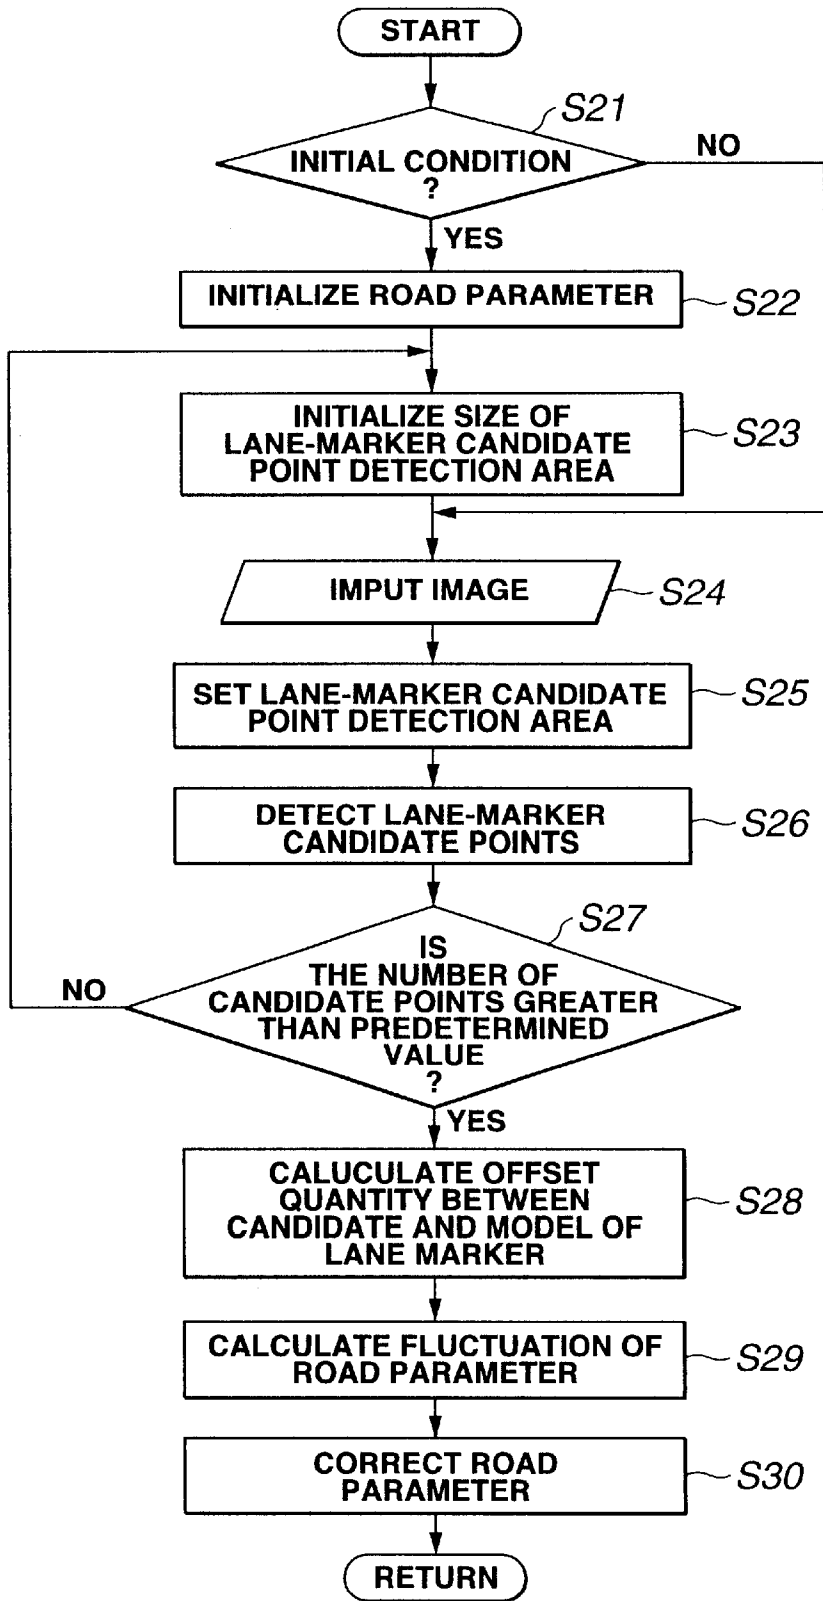 START
S21
INITIAL CONDITION
?
NO
YES
INITIALIZE ROAD PARAMETER
S22
INITIALIZE SIZE OF
LANE-MARKER CANDIDATE
POINT DETECTION AREA
S23
IMPUT IMAGE
S24
SET LANE-MARKER CANDIDATE
POINT DETECTION AREA
S25
DETECT LANE-MARKER
CANDIDATE POINTS
S26
S27
IS
THE NUMBER OF
CANDIDATE POINTS GREATER
THAN PREDETERMINED
VALUE
?
NO
YES
CALUCULATE OFFSET
QUANTITY BETWEEN
CANDIDATE AND MODEL OF
LANE MARKER
S28
CALCULATE FLUCTUATION OF
ROAD PARAMETER
S29
CORRECT ROAD
PARAMETER
S30
RETURN